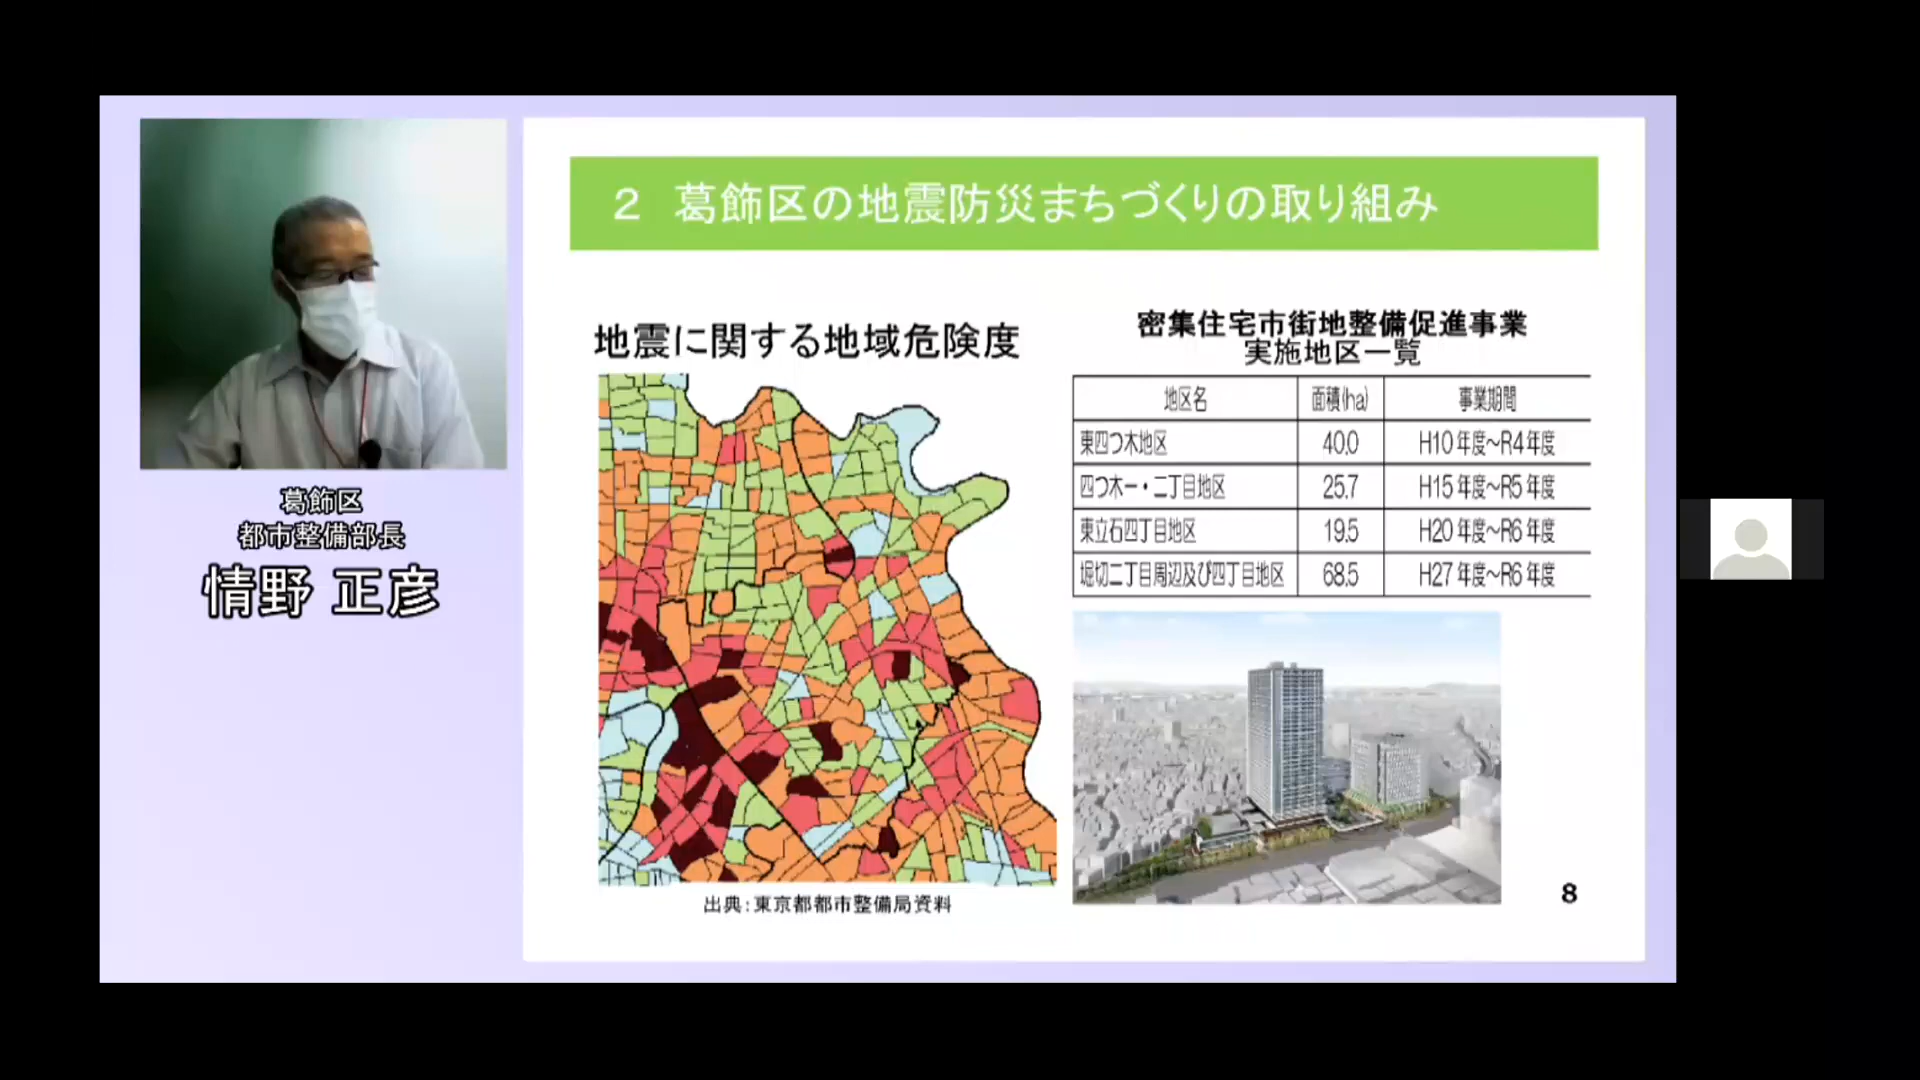 葛飾区
都市整備部長
情野 正彦
2 葛飾区の地震防災まちづくりの取り組み
地震に関する地域危険度
出典:東京都都市整備局資料
密集住宅市街地整備促進事業
実施地区一覧
地区名 面積(ha) 事業期間
東四つ木地区 40.0 H10年度~R4年度
四つ木一・二丁目地区 25.7 H15年度~R5年度
東立石四丁目地区 19.5 H20年度~R6年度
堀切二丁目周辺及び四丁目地区 68.5 H27年度~R6年度
8